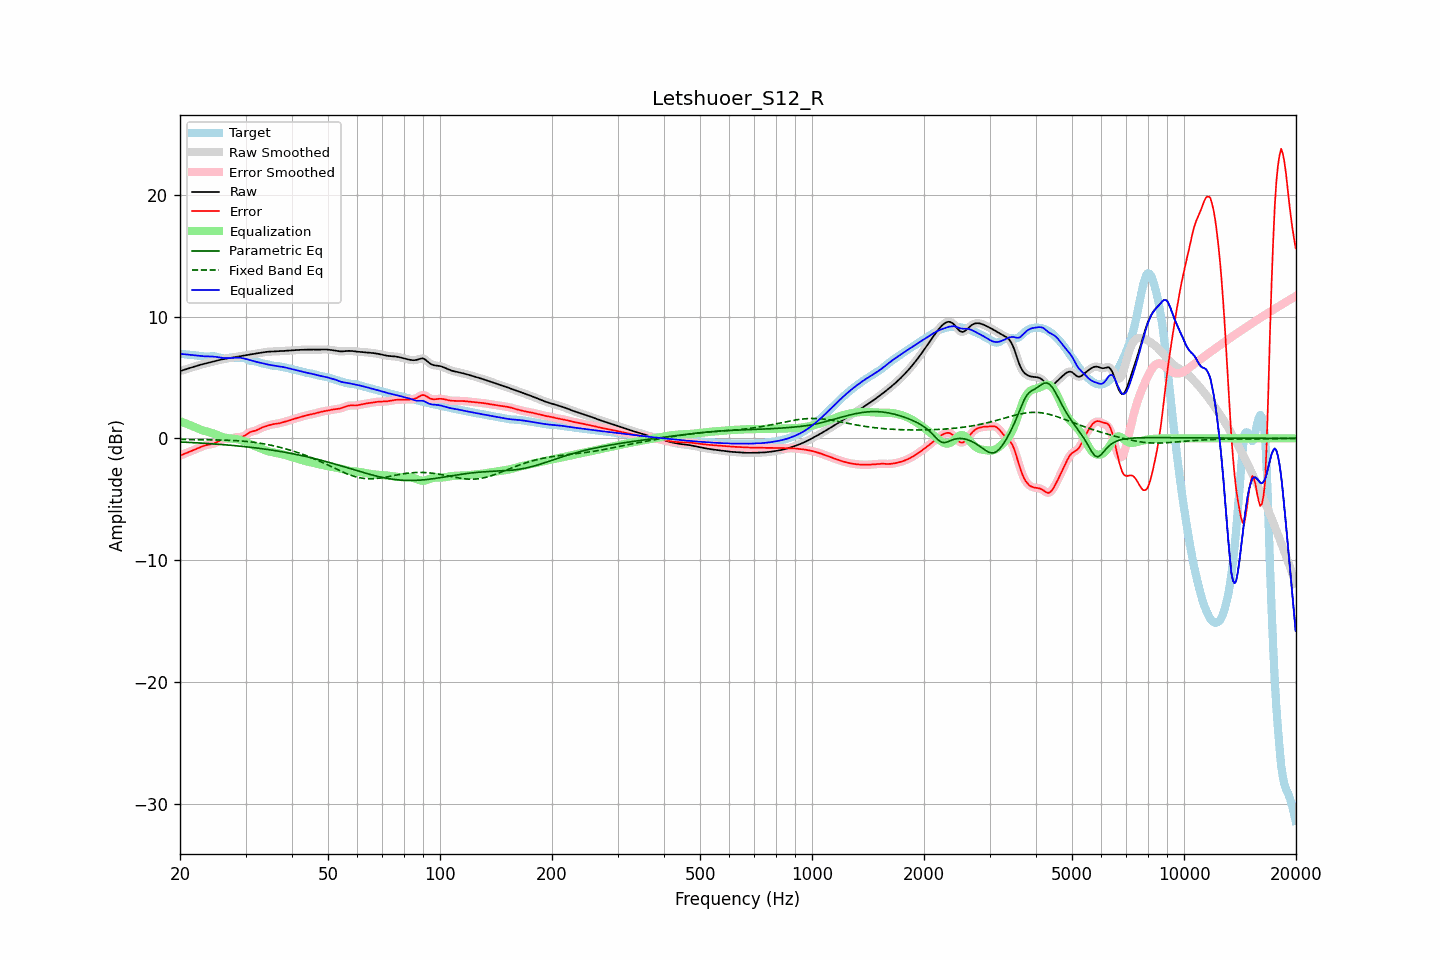 Letshuoer_S12_R
Target
Raw Smoothed
Error Smoothed
Raw
Error
Equalization
Parametric Eq
Fixed Band Eq
Equalized
Amplitude (dBr)
20
10
0
−10
−20
−30
20 50 100 200 500 1000 2000 5000 10000 20000
Frequency (Hz)